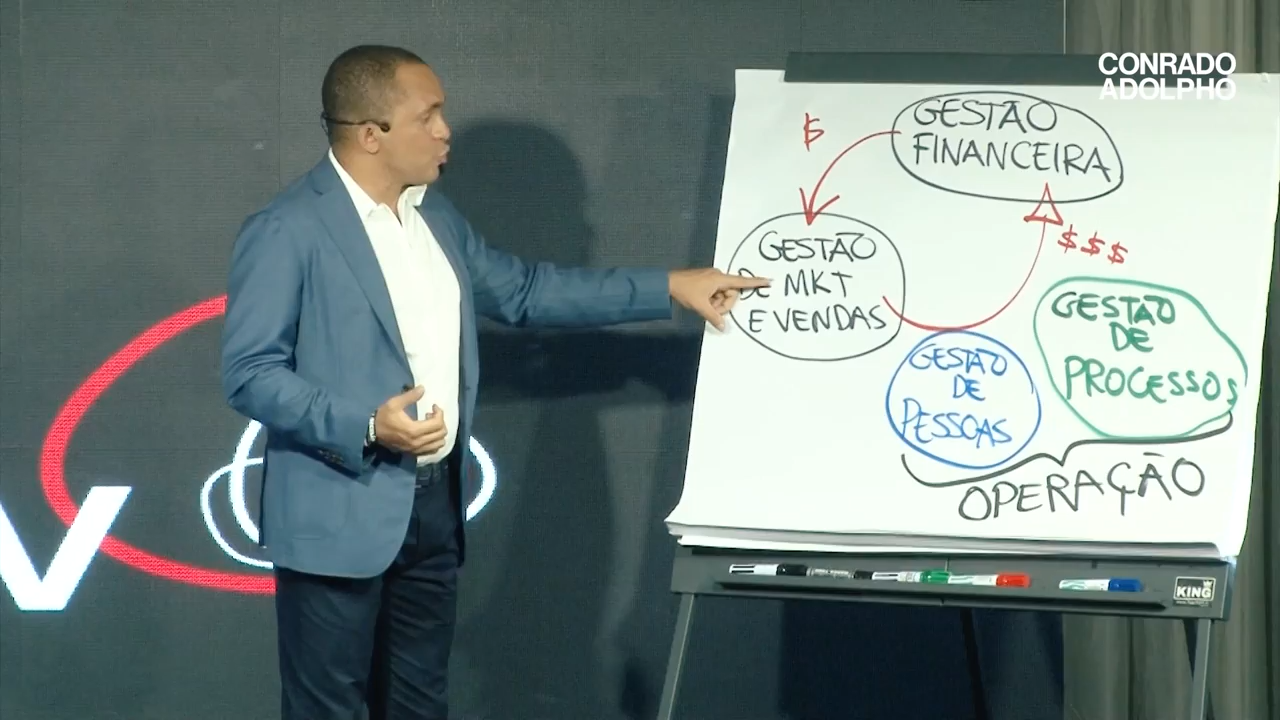 CONRADO
ADOLPHO
GESTÃO
FINANCEIRA
$
$$$
GESTÃO
DE MKT
E VENDAS
GESTÃO
DE
PESSOAS
GESTÃO
DE
PROCESSOS
OPERAÇÃO
V
KING